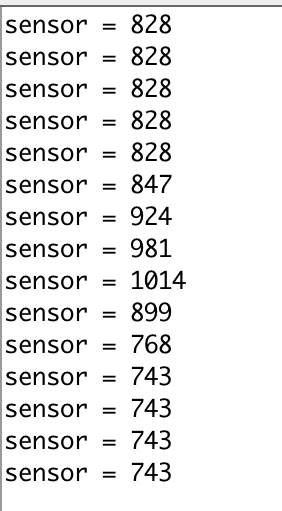 sensor = 828
sensor = 828
sensor = 828
sensor = 828
sensor = 828
sensor = 847
sensor = 924
sensor = 981
sensor = 1014
sensor = 899
sensor = 768
sensor = 743
sensor = 743
sensor = 743
sensor = 743